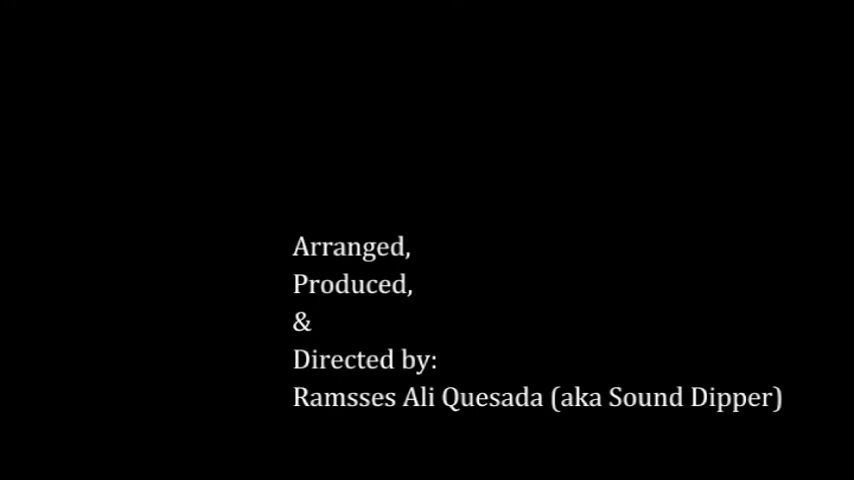 Arranged,
Produced,
&
Directed by:
Ramsses Ali Quesada (aka Sound Dipper)